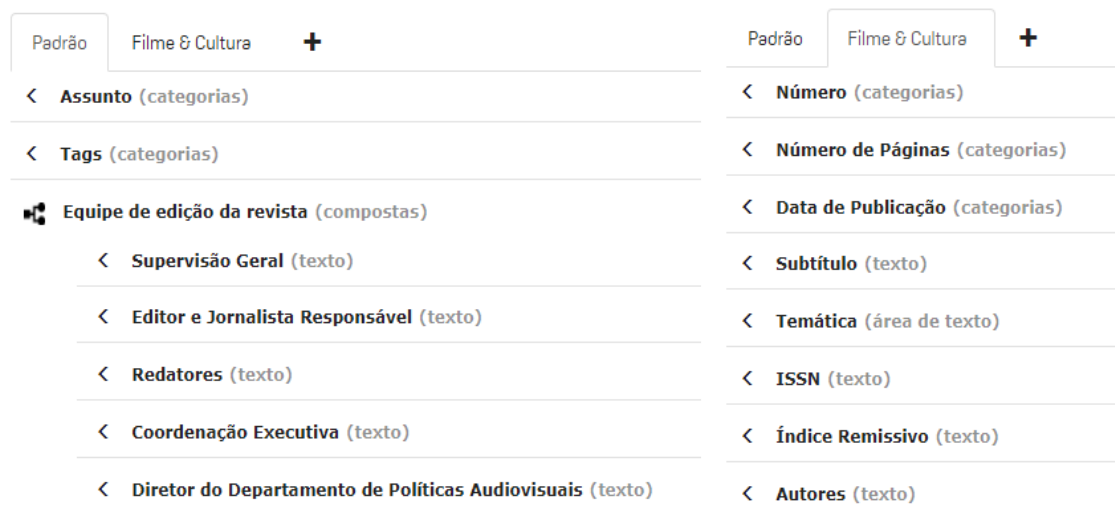 Padrão Filme & Cultura +
Assunto (categorias)
Tags (categorias)
Equipe de edição da revista (compostas)
Supervisão Geral (texto)
Editor e Jornalista Responsável (texto)
Redatores (texto)
Coordenação Executiva (texto)
Diretor do Departamento de Políticas Audiovisuais (texto)
Padrão Filme & Cultura +
Número (categorias)
Número de Páginas (categorias)
Data de Publicação (categorias)
Subtítulo (texto)
Temática (área de texto)
ISSN (texto)
Índice Remissivo (texto)
Autores (texto)